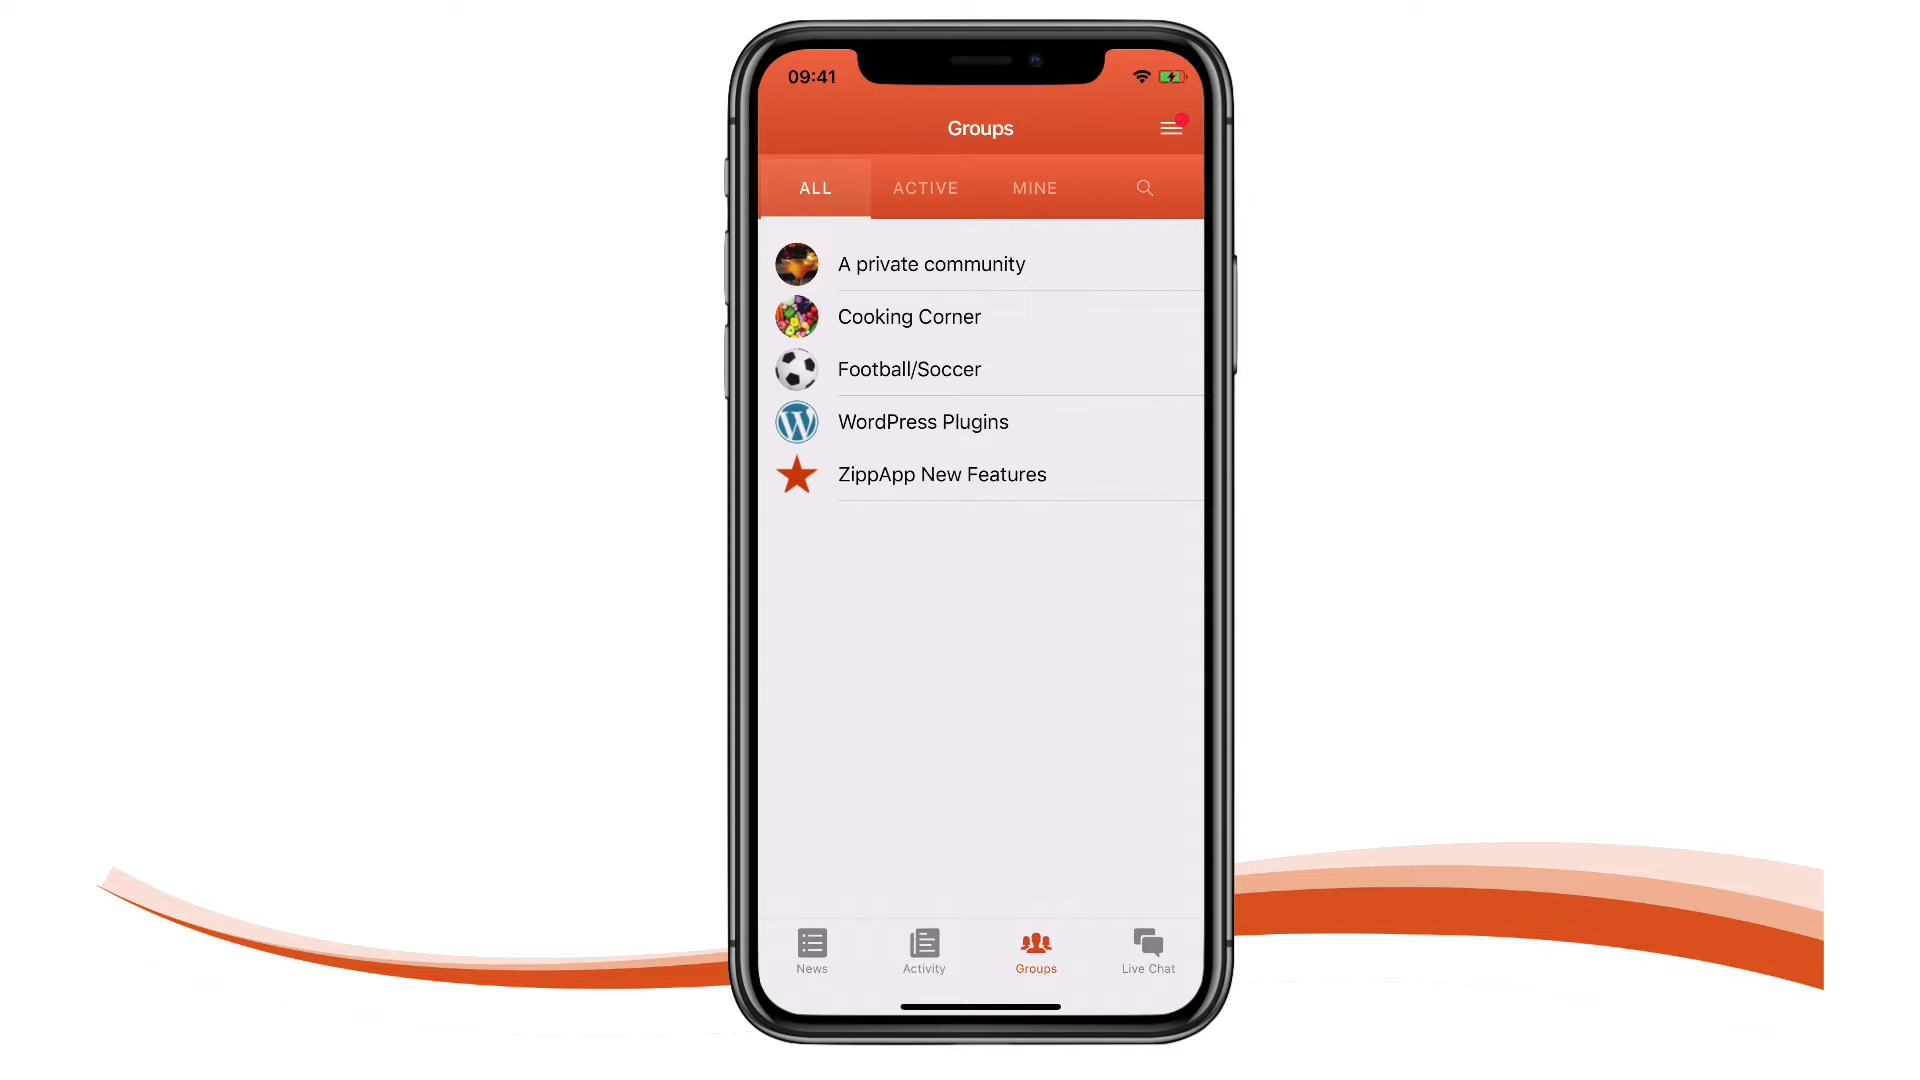 09:41
Groups
ALL ACTIVE MINE
A private community
Cooking Corner
Football/Soccer
WordPress Plugins
ZippApp New Features
News Activity Groups Live Chat